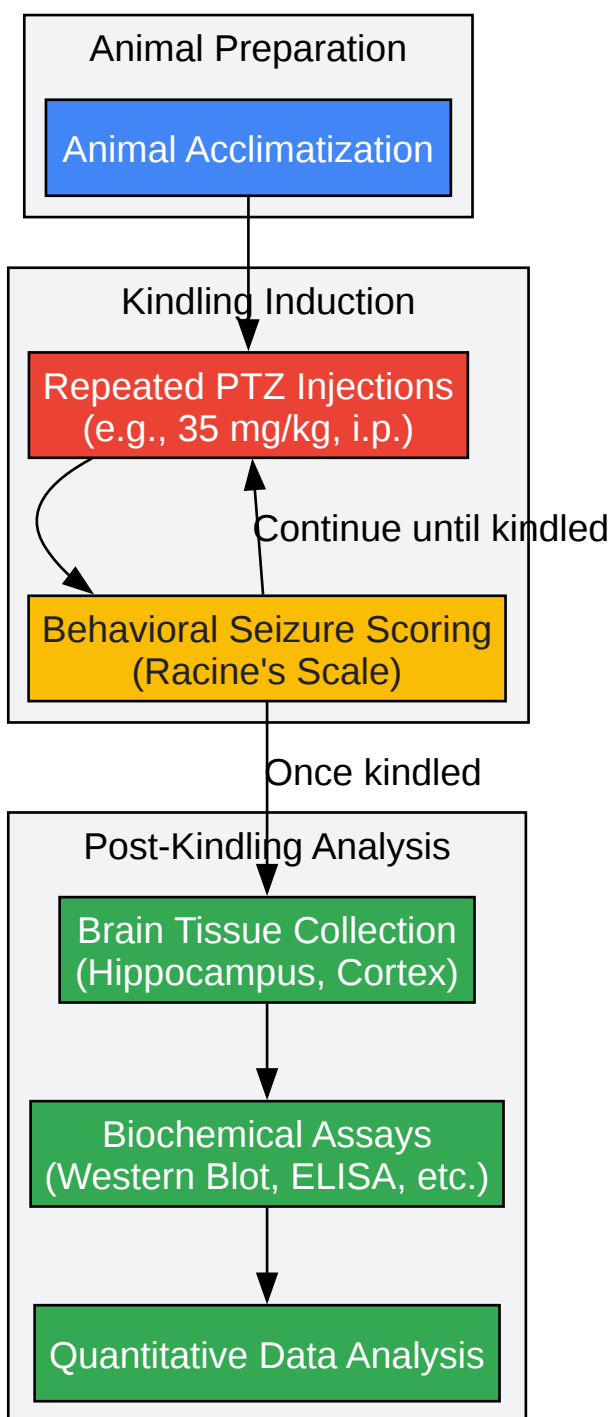 Animal Preparation
Animal Acclimatization
Kindling Induction
Repeated PTZ Injections
(e.g., 35 mg/kg, i.p.)
Continue until kindled
Behavioral Seizure Scoring
(Racine's Scale)
Once kindled
Post-Kindling Analysis
Brain Tissue Collection
(Hippocampus, Cortex)
Biochemical Assays
(Western Blot, ELISA, etc.)
Quantitative Data Analysis